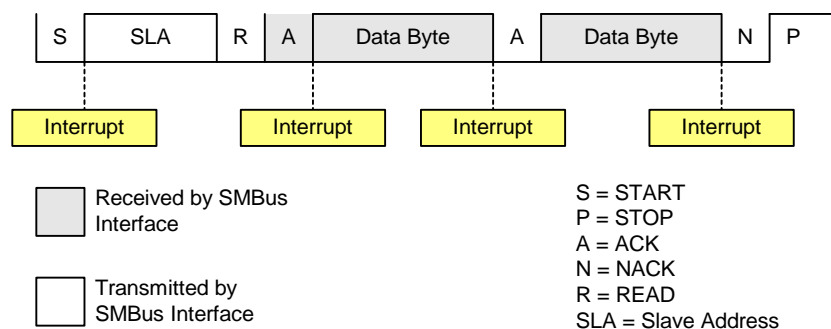 S SLA R A Data Byte A Data Byte N P
Interrupt Interrupt Interrupt Interrupt
Received by SMBus
Interface
Transmitted by
SMBus Interface
S = START
P = STOP
A = ACK
N = NACK
R = READ
SLA = Slave Address